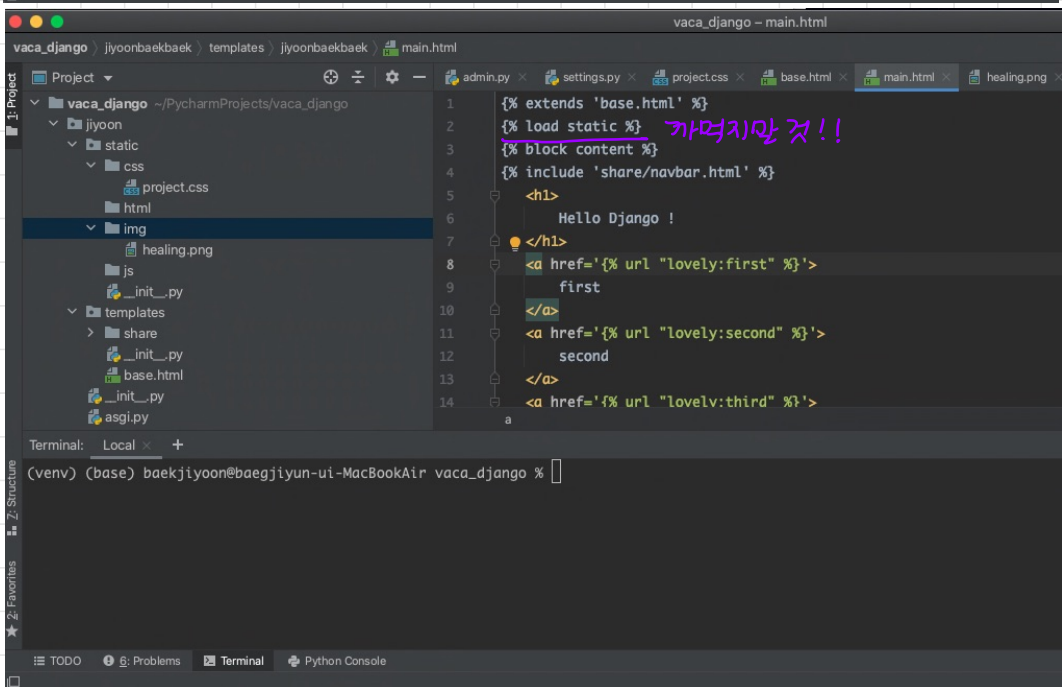 vaca_django – main.html
vaca_django › jiyoonbaekbaek › templates › jiyoonbaekbaek › main.html
1: Project
Project
admin.py × settings.py × project.css × base.html × main.html × healing.png ×
vaca_django ~/PycharmProjects/vaca_django
jiyoon
static
css
project.css
html
img
healing.png
js
__init__.py
templates
share
__init__.py
base.html
__init__.py
asgi.py
1 {% extends 'base.html' %}
2 {% load static %} 까먹지말 것!!
3 {% block content %}
4 {% include 'share/navbar.html' %}
5 <h1>
6 Hello Django !
7 </h1>
8 <a href='{% url "lovely:first" %}'>
9 first
10 </a>
11 <a href='{% url "lovely:second" %}'>
12 second
13 </a>
14 <a href='{% url "lovely:third" %}'>
a
Terminal: Local × +
(venv) (base) baekjiyoon@baegjiyun-ui-MacBookAir vaca_django %
Z: Structure
2: Favorites
TODO 6: Problems Terminal Python Console